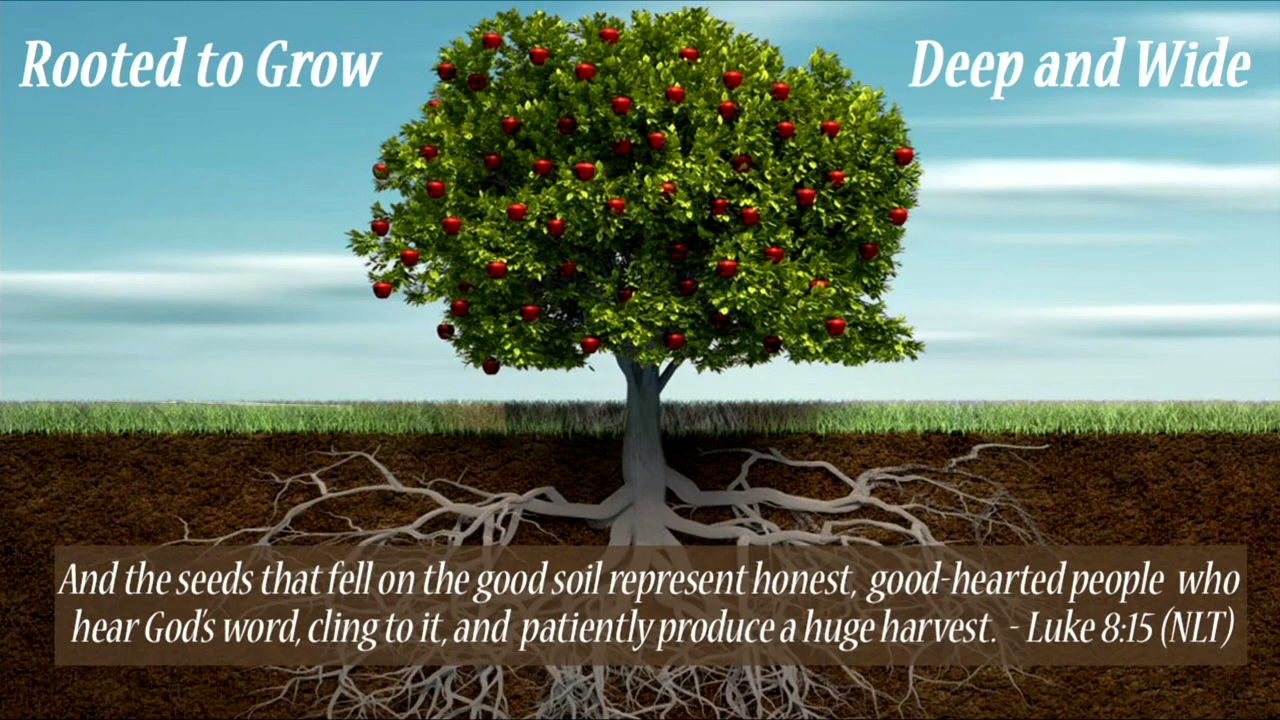 Rooted to Grow
Deep and Wide
And the seeds that fell on the good soil represent honest, good-hearted people who
hear God's word, cling to it, and patiently produce a huge harvest. - Luke 8:15 (NLT)